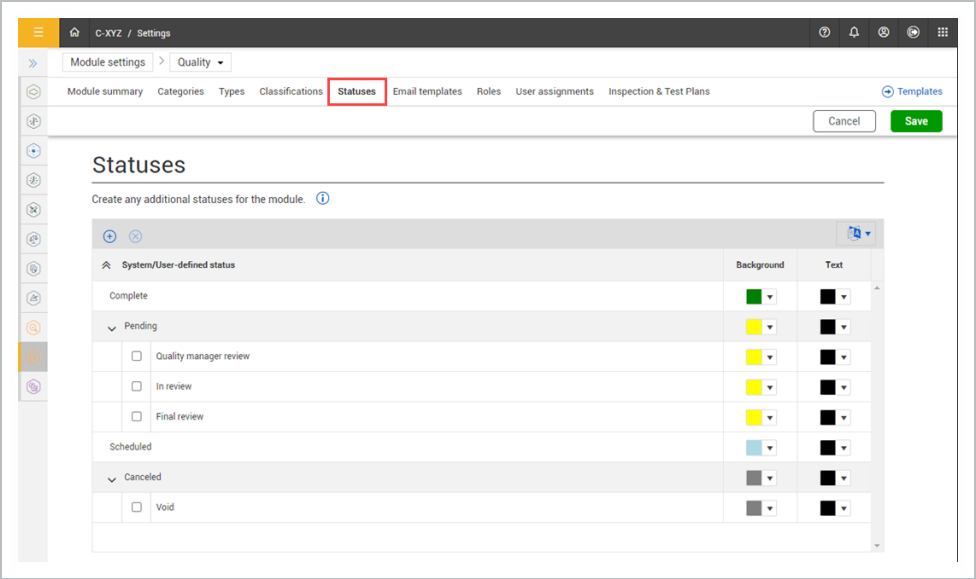 C-XYZ / Settings
Module settings > Quality
Module summary Categories Types Classifications Statuses Email templates Roles User assignments Inspection & Test Plans Templates
Cancel Save
Statuses
Create any additional statuses for the module.
System/User-defined status Background Text
Complete
Pending
Quality manager review
In review
Final review
Scheduled
Canceled
Void